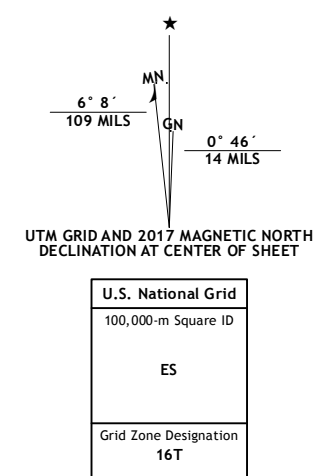 ★
MN
6° 8´
109 MILS
GN
0° 46´
14 MILS
UTM GRID AND 2017 MAGNETIC NORTH
DECLINATION AT CENTER OF SHEET
U.S. National Grid
100,000-m Square ID
ES
Grid Zone Designation
16T